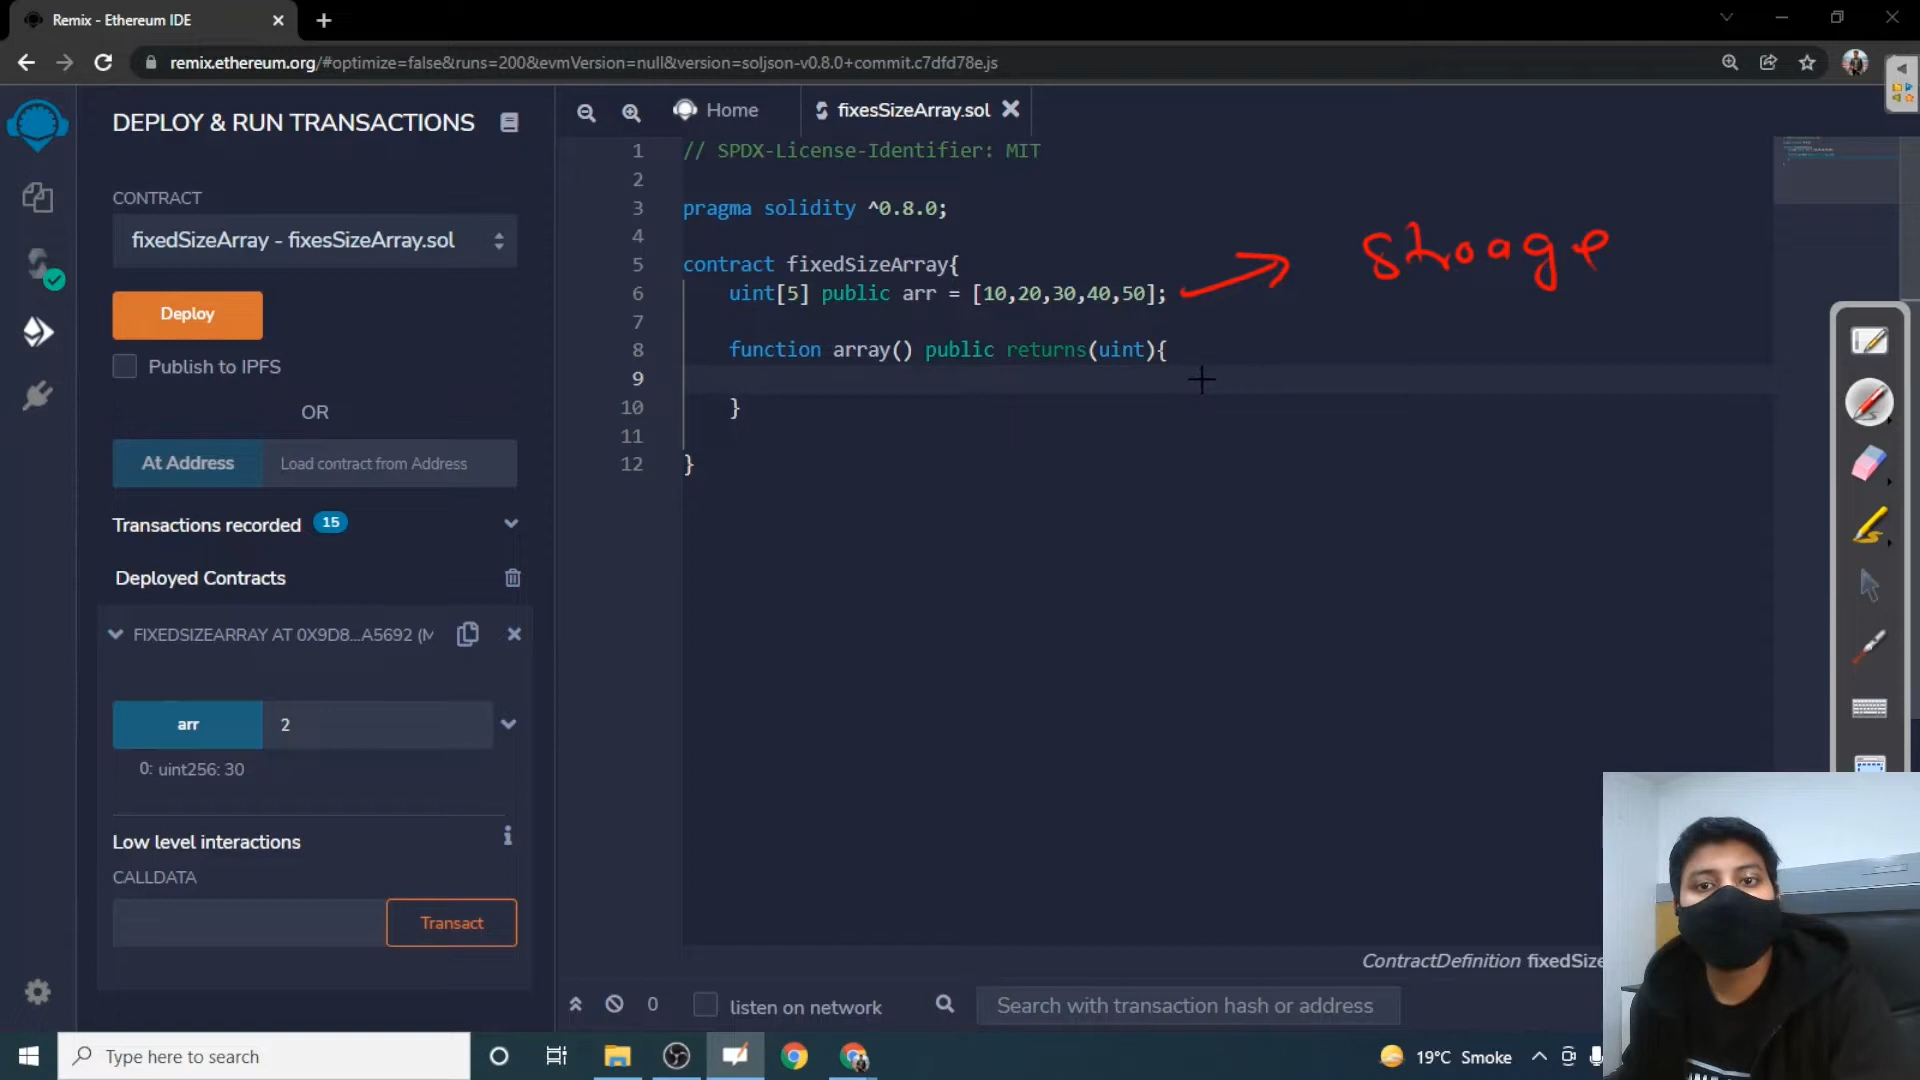 Remix - Ethereum IDE
remix.ethereum.org/#optimize=false&runs=200&evmVersion=null&version=soljson-v0.8.0+commit.c7dfd78e.js
DEPLOY & RUN TRANSACTIONS
CONTRACT
fixedSizeArray - fixesSizeArray.sol
Deploy
Publish to IPFS
OR
At Address Load contract from Address
Transactions recorded 15
Deployed Contracts
FIXEDSIZEARRAY AT 0X9D8...A5692 (M
arr 2
0: uint256: 30
Low level interactions
CALLDATA
Transact
Home fixesSizeArray.sol
1 // SPDX-License-Identifier: MIT
2
3 pragma solidity ^0.8.0;
4
5 contract fixedSizeArray{
6 uint[5] public arr = [10,20,30,40,50];
stroage
7
8 function array() public returns(uint){
9
10 }
11
12 }
ContractDefinition fixedSize
0 listen on network Search with transaction hash or address
Type here to search
19°C Smoke